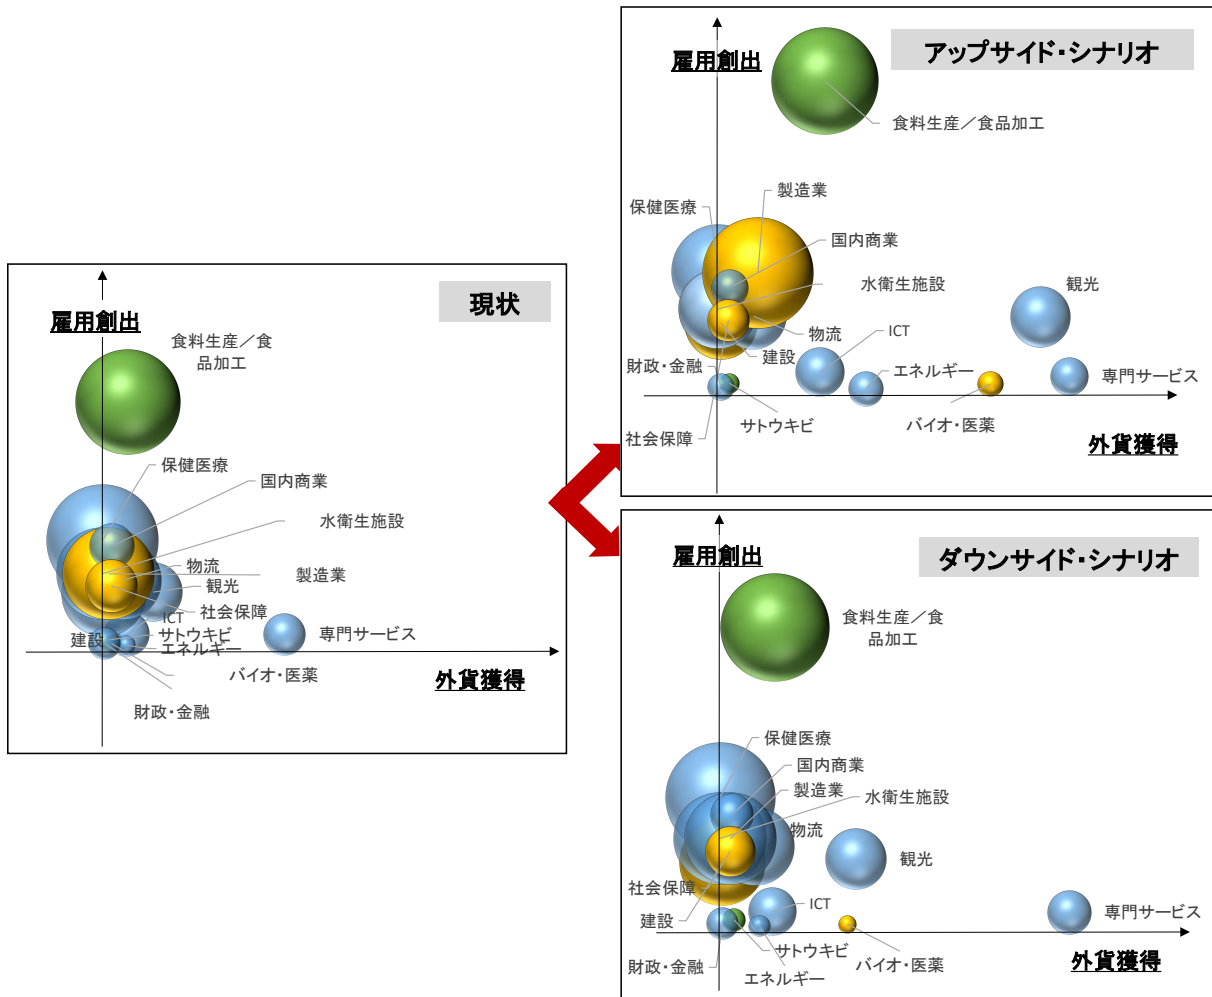 現状
雇用創出
食料生産／食
品加工
保健医療
国内商業
水衛生施設
物流
製造業
観光
社会保障
ICT
建設
サトウキビ
専門サービス
エネルギー
バイオ・医薬
外貨獲得
財政・金融
アップサイド・シナリオ
雇用創出
食料生産／食品加工
製造業
保健医療
国内商業
水衛生施設
観光
物流
ICT
建設
財政・金融
エネルギー
専門サービス
サトウキビ
バイオ・医薬
社会保障
外貨獲得
ダウンサイド・シナリオ
雇用創出
食料生産／食
品加工
保健医療
国内商業
製造業
水衛生施設
物流
観光
社会保障
ICT
建設
専門サービス
サトウキビ
財政・金融
バイオ・医薬
エネルギー
外貨獲得